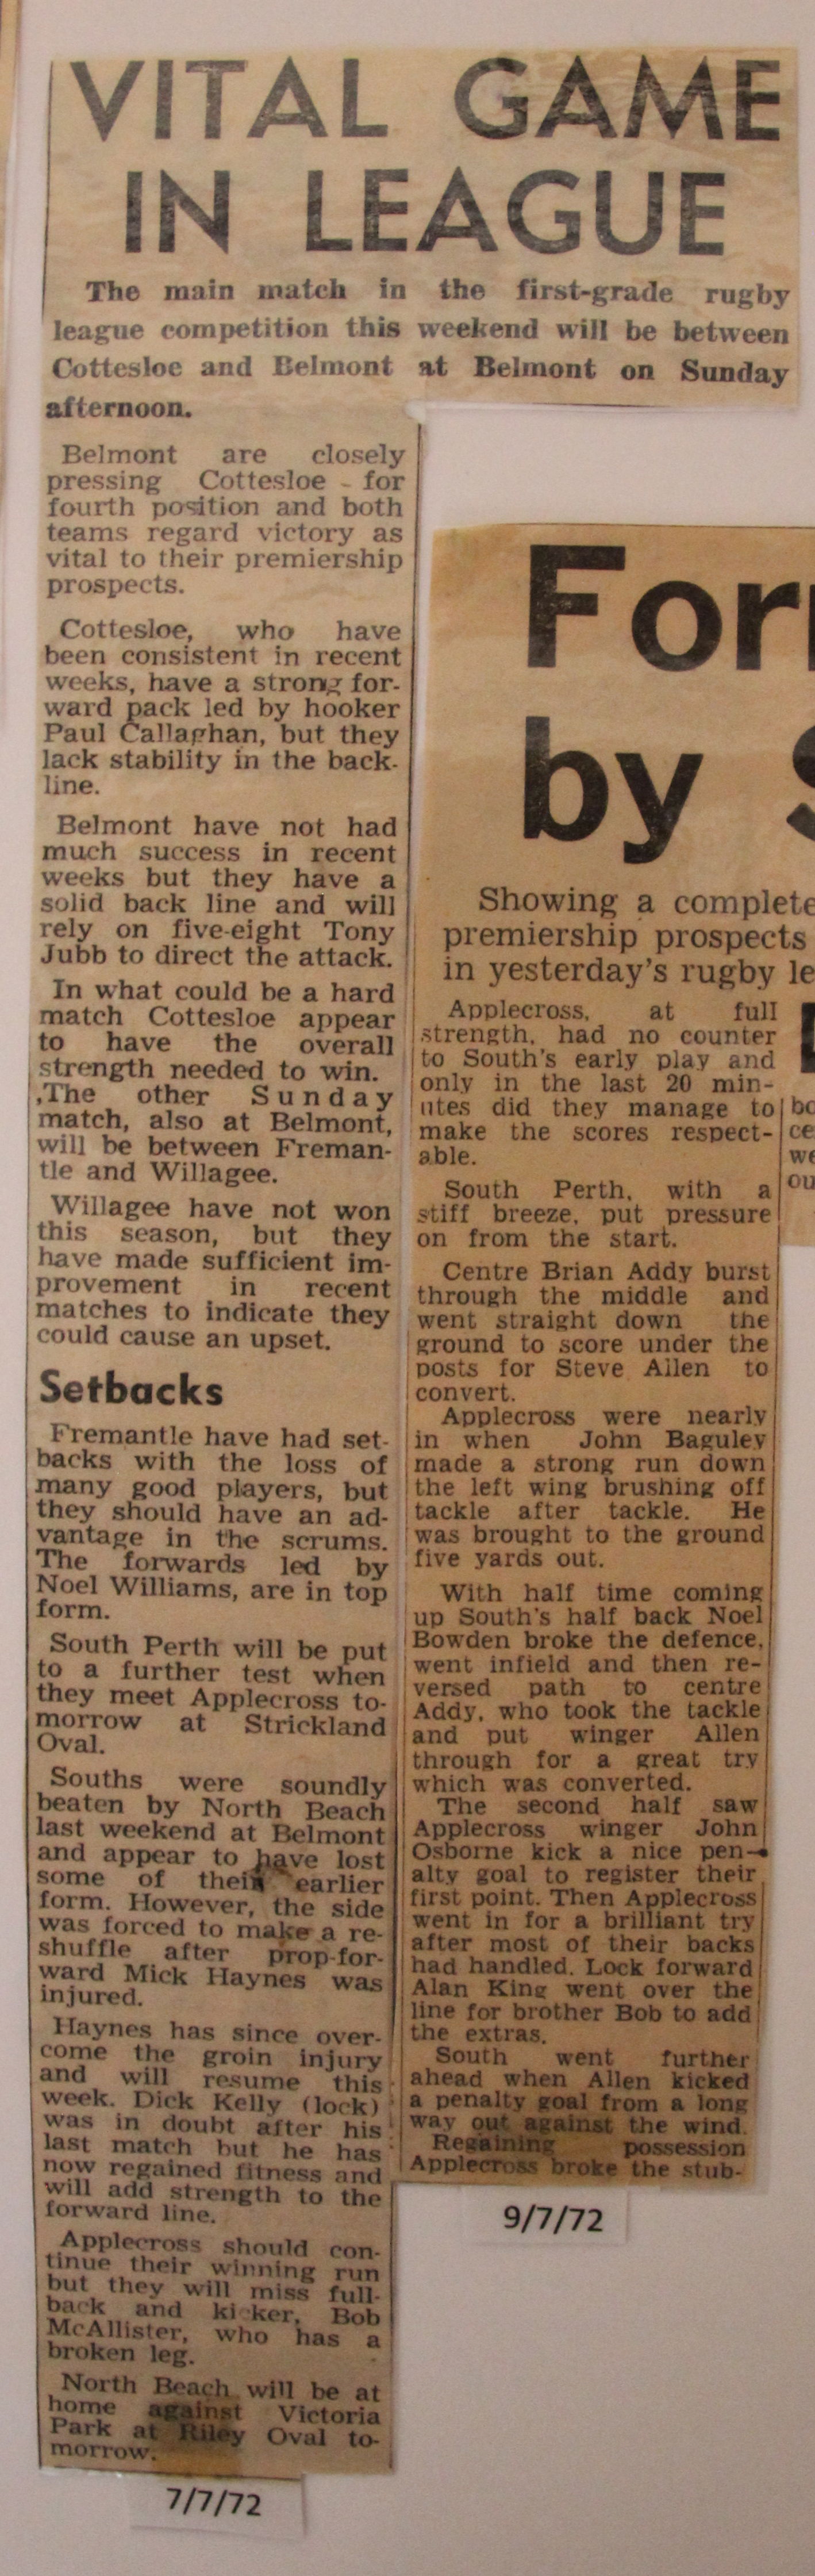 VITAL GAME
IN LEAGUE
The main match in the first-grade rugby
league competition this weekend will be between
Cottesloe and Belmont at Belmont on Sunday
afternoon.
Belmont are closely
pressing Cottesloe - for
fourth position and both
teams regard victory as
vital to their premiership
prospects.
Cottesloe, who have
been consistent in recent
weeks, have a strong for-
ward pack led by hooker
Paul Callaghan, but they
lack stability in the back-
line.
Belmont have not had
much success in recent
weeks but they have a
solid back line and will
rely on five-eight Tony
Jubb to direct the attack.
In what could be a hard
match Cottesloe appear
to have the overall
strength needed to win.
,The other Sunday
match, also at Belmont,
will be between Freman-
tle and Willagee.
Willagee have not won
this season, but they
have made sufficient im-
provement in recent
matches to indicate they
could cause an upset.
Setbacks
Fremantle have had set-
backs with the loss of
many good players, but
they should have an ad-
vantage in the scrums.
The forwards led by
Noel Williams, are in top
form.
South Perth will be put
to a further test when
they meet Applecross to-
morrow at Strickland
Oval.
Souths were soundly
beaten by North Beach
last weekend at Belmont
and appear to have lost
some of their earlier
form. However, the side
was forced to make a re-
shuffle after prop-for-
ward Mick Haynes was
injured.
Haynes has since over-
come the groin injury
and will resume this
week. Dick Kelly (lock)
was in doubt after his
last match but he has
now regained fitness and
will add strength to the
forward line.
Applecross should con-
tinue their winning run
but they will miss full-
back and kicker, Bob
McAllister, who has a
broken leg.
North Beach will be at
home against Victoria
Park at Riley Oval to-
morrow.
7/7/72
For
by S
Showing a complete
premiership prospects
in yesterday's rugby le
Applecross, at full
strength, had no counter
to South's early play and
only in the last 20 min-
utes did they manage to
make the scores respect-
able.
South Perth, with a
stiff breeze, put pressure
on from the start.
Centre Brian Addy burst
through the middle and
went straight down the
ground to score under the
posts for Steve Allen to
convert.
Applecross were nearly
in when John Baguley
made a strong run down
the left wing brushing off
tackle after tackle. He
was brought to the ground
five yards out.
With half time coming
up South's half back Noel
Bowden broke the defence,
went infield and then re-
versed path to centre
Addy, who took the tackle
and put winger Allen
through for a great try
which was converted.
The second half saw
Applecross winger John
Osborne kick a nice pen-
alty goal to register their
first point. Then Applecross
went in for a brilliant try
after most of their backs
had handled. Lock forward
Alan King went over the
line for brother Bob to add
the extras.
South went further
ahead when Allen kicked
a penalty goal from a long
way out against the wind.
Regaining possession
Applecross broke the stub-
bo
ce
we
ou
9/7/72